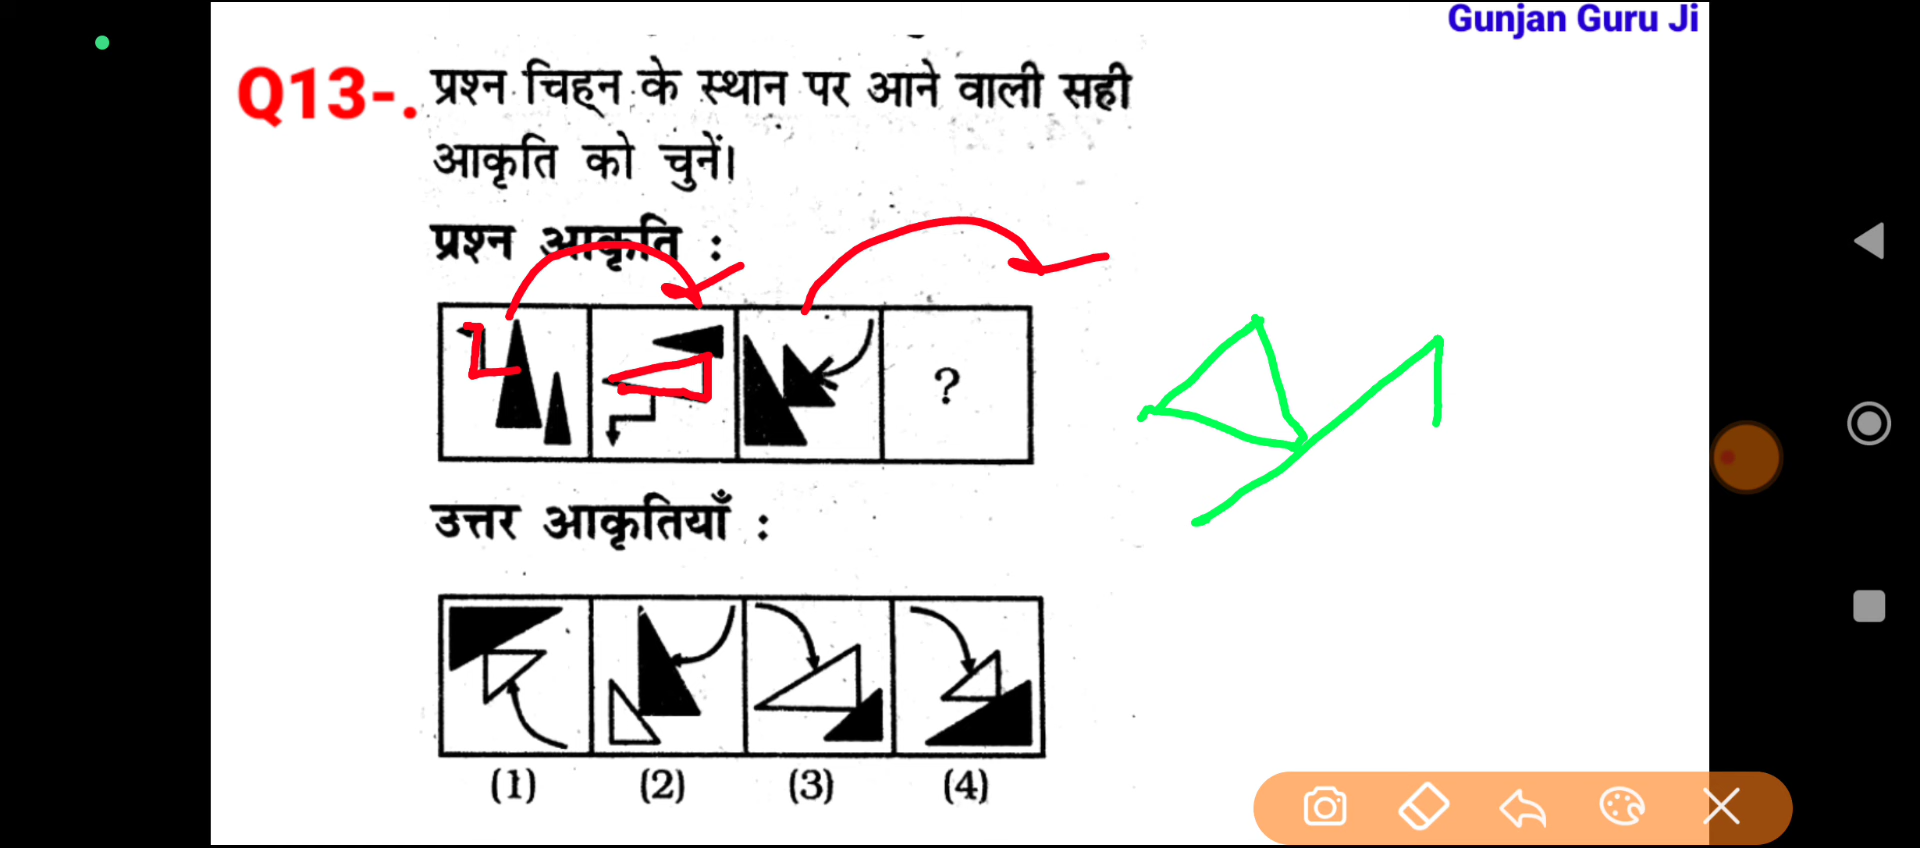 Gunjan Guru Ji
Q13-. प्रश्न चिह्न के स्थान पर आने वाली सही
आकृति को चुनें।
प्रश्न आकृति :
?
उत्तर आकृतियाँ :
(1) (2) (3) (4)